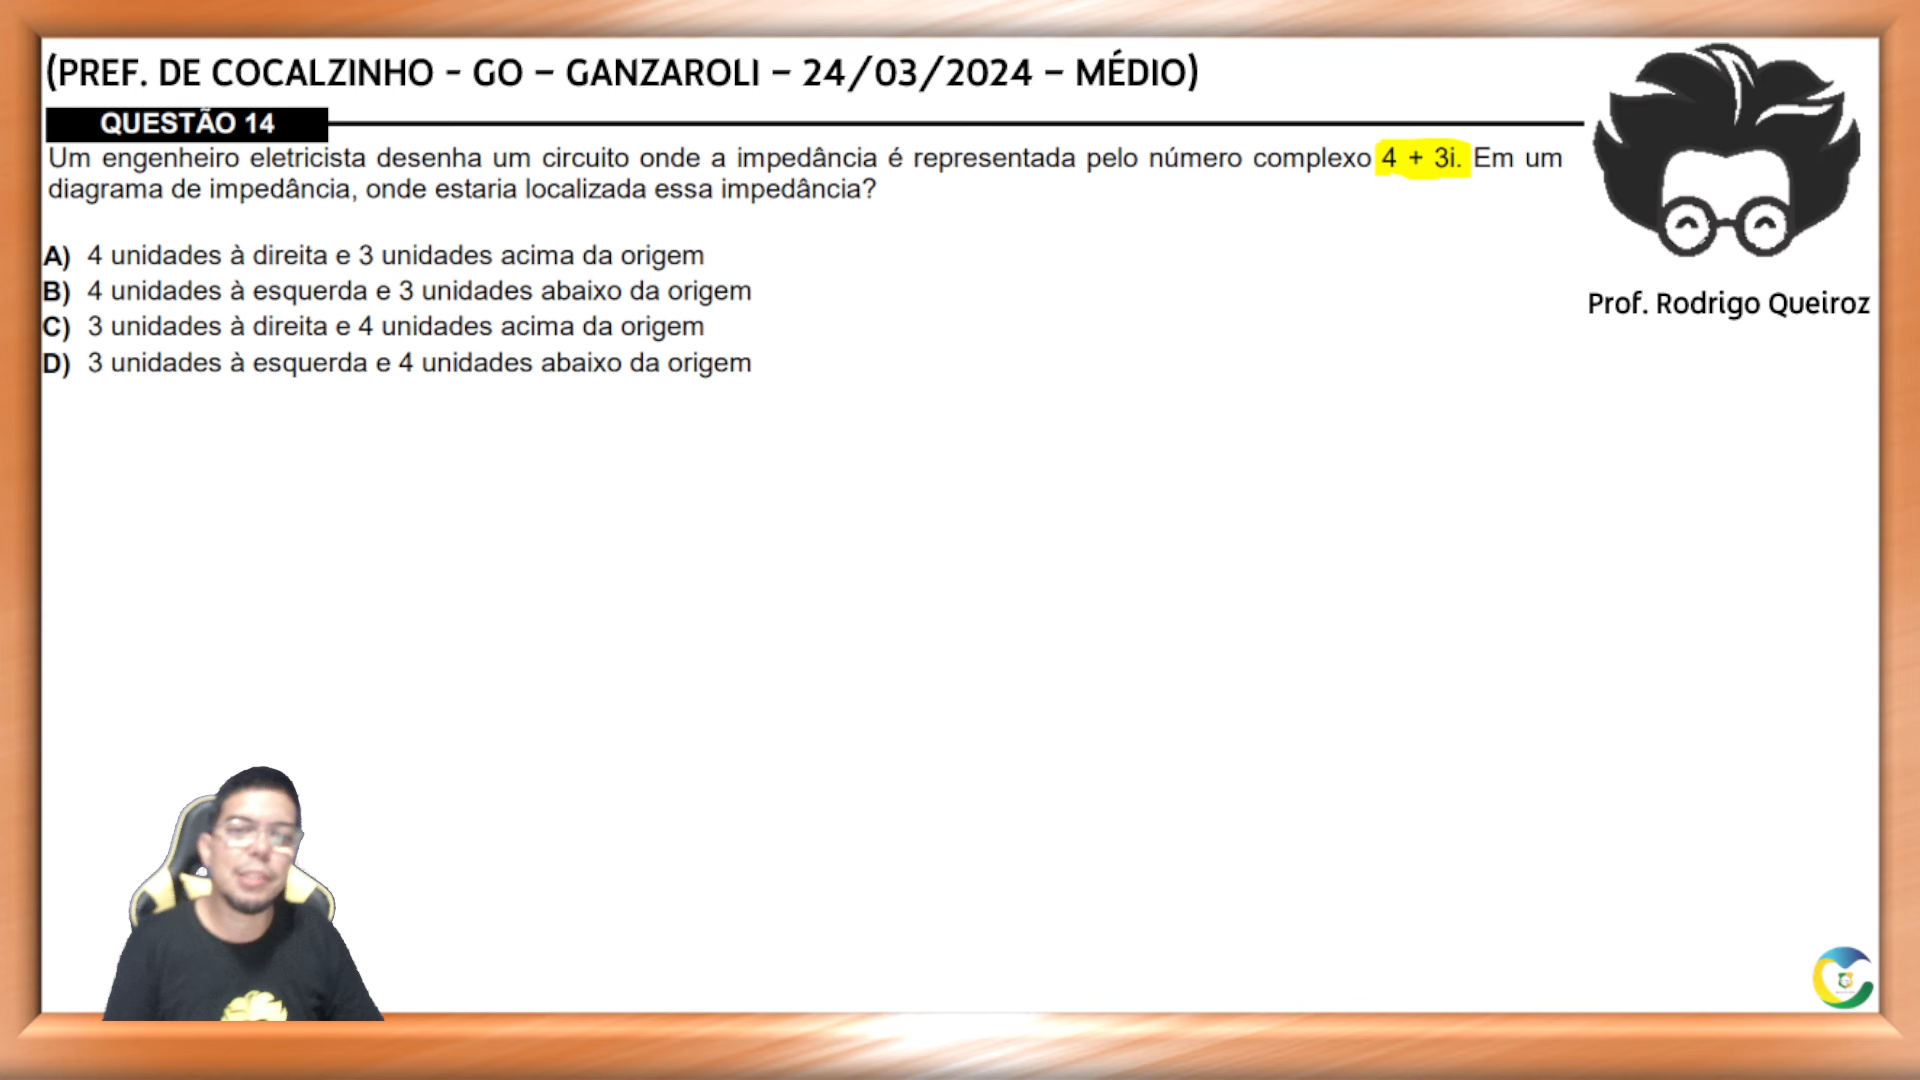 (PREF. DE COCALZINHO - GO – GANZAROLI – 24/03/2024 – MÉDIO)
QUESTÃO 14
Um engenheiro eletricista desenha um circuito onde a impedância é representada pelo número complexo 4 + 3i. Em um
diagrama de impedância, onde estaria localizada essa impedância?
A) 4 unidades à direita e 3 unidades acima da origem
B) 4 unidades à esquerda e 3 unidades abaixo da origem
C) 3 unidades à direita e 4 unidades acima da origem
D) 3 unidades à esquerda e 4 unidades abaixo da origem
Prof. Rodrigo Queiroz